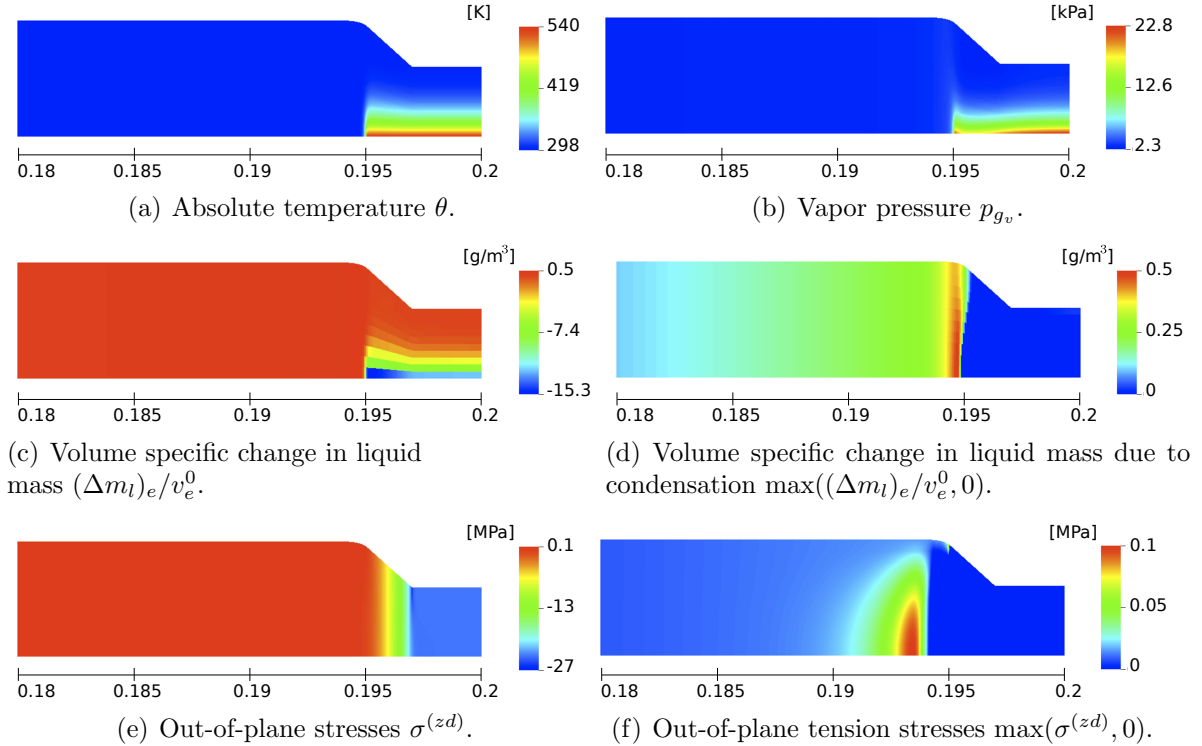 [K]
540
419
298
0.18 0.185 0.19 0.195 0.2
(a) Absolute temperature θ.
[kPa]
22.8
12.6
2.3
0.18 0.185 0.19 0.195 0.2
(b) Vapor pressure p_{g_v}.
[g/m³]
0.5
-7.4
-15.3
0.18 0.185 0.19 0.195 0.2
(c) Volume specific change in liquid
mass (Δm_l)_e/v_e^0.
[g/m³]
0.5
0.25
0
0.18 0.185 0.19 0.195 0.2
(d) Volume specific change in liquid mass due to
condensation max((Δm_l)_e/v_e^0, 0).
[MPa]
0.1
-13
-27
0.18 0.185 0.19 0.195 0.2
(e) Out-of-plane stresses σ^{(zd)}.
[MPa]
0.1
0.05
0
0.18 0.185 0.19 0.195 0.2
(f) Out-of-plane tension stresses max(σ^{(zd)}, 0).